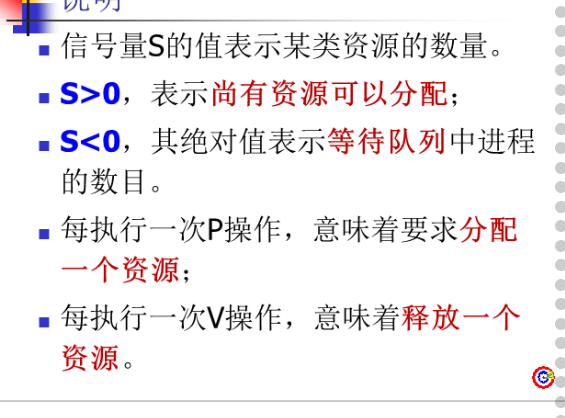 说明
信号量S的值表示某类资源的数量。
S>0，表示尚有资源可以分配；
S<0，其绝对值表示等待队列中进程
的数目。
每执行一次P操作，意味着要求分配
一个资源；
每执行一次V操作，意味着释放一个
资源。